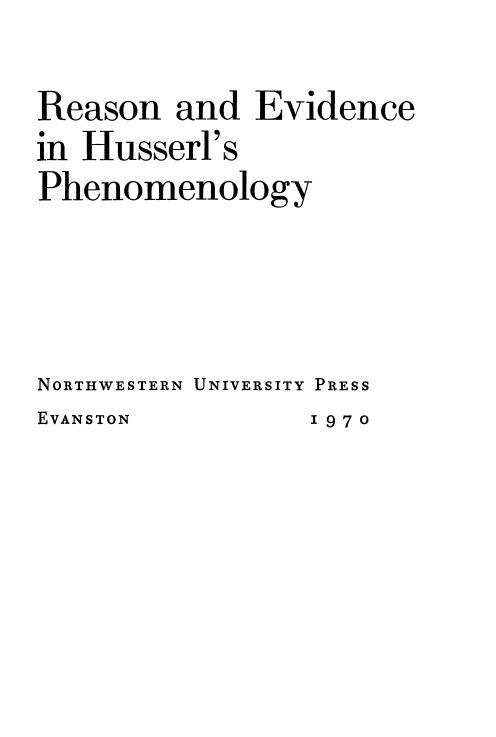 Reason and Evidence
in Husserl's
Phenomenology
Northwestern University Press
Evanston 1970